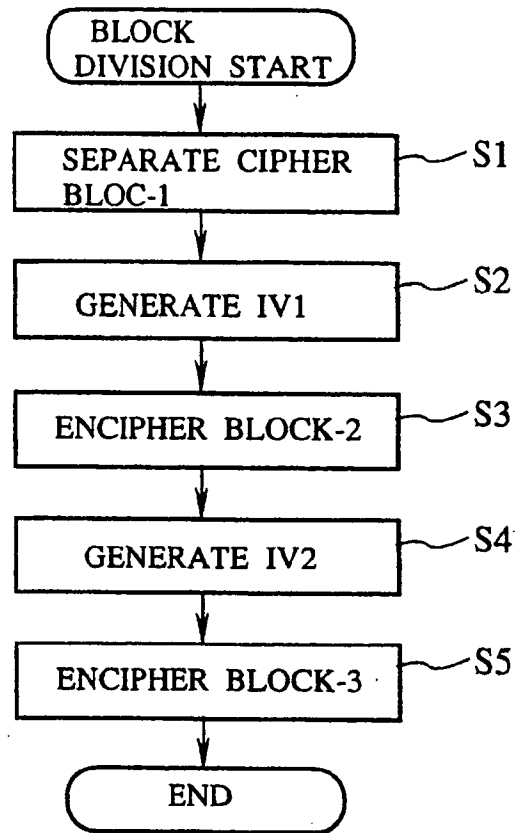 BLOCK
DIVISION START
SEPARATE CIPHER
BLOC-1
S1
GENERATE IV1
S2
ENCIPHER BLOCK-2
S3
GENERATE IV2
S4
ENCIPHER BLOCK-3
S5
END